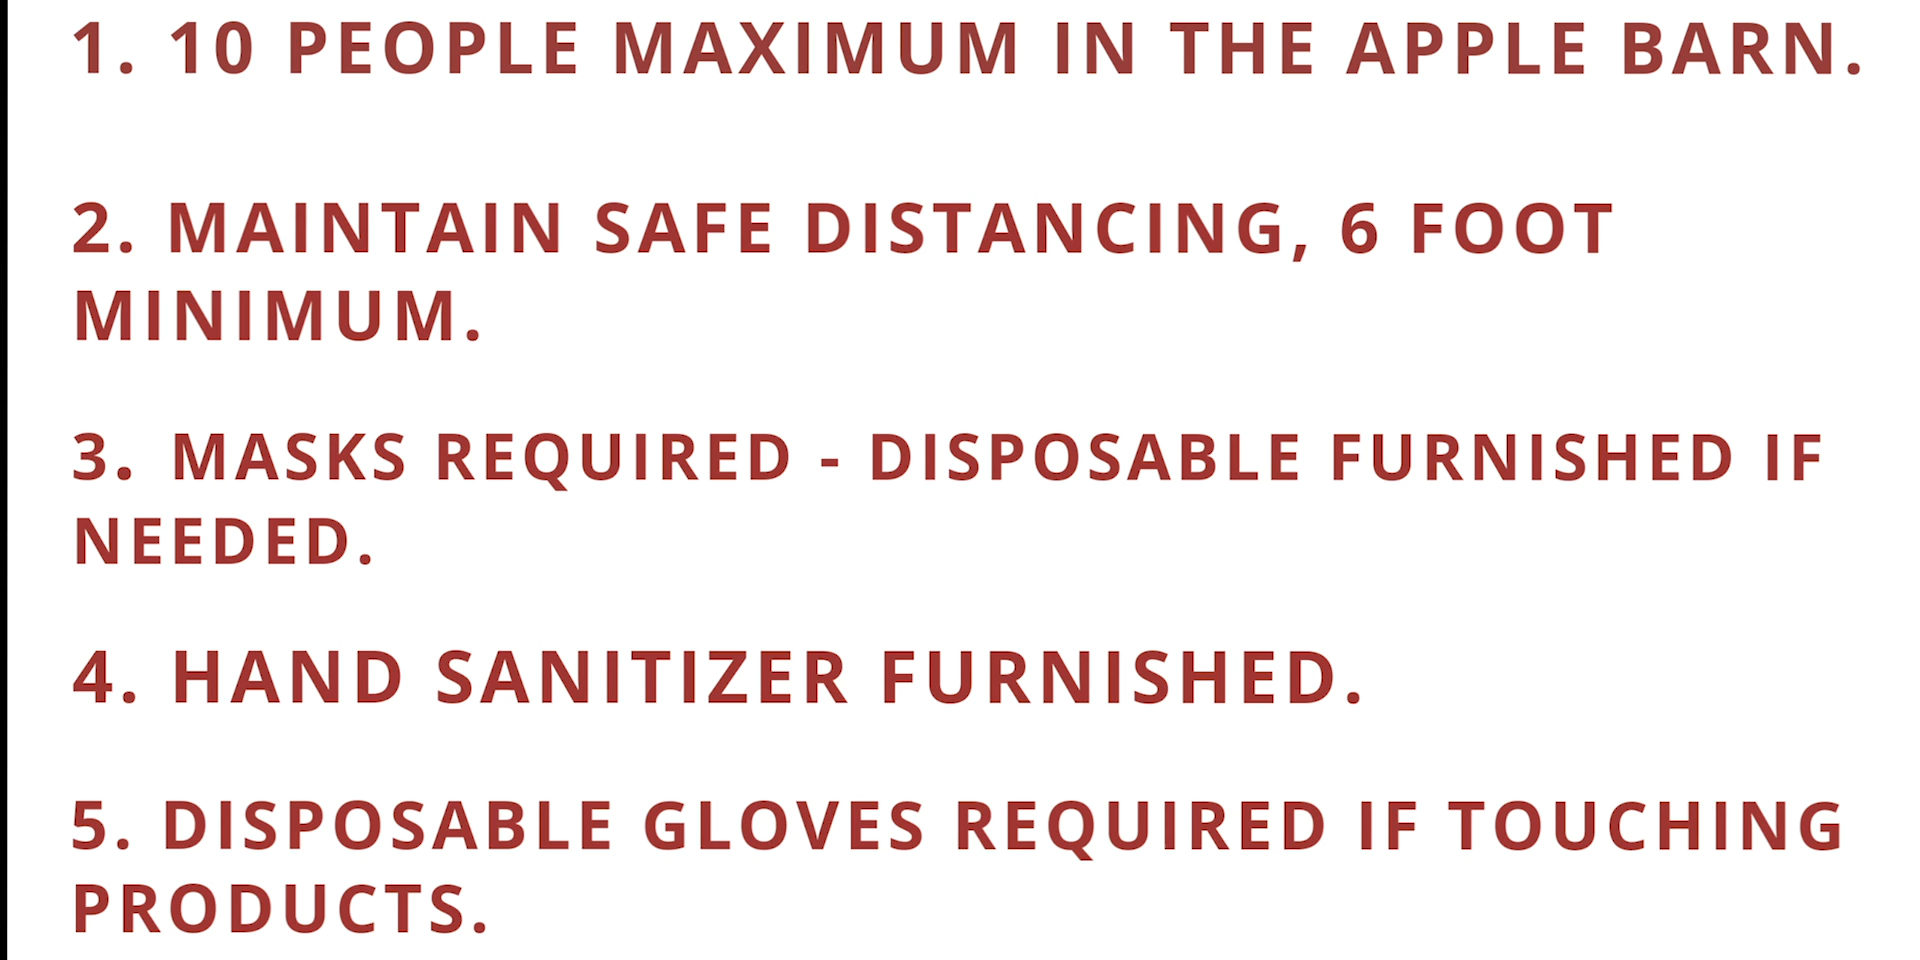 1. 10 PEOPLE MAXIMUM IN THE APPLE BARN.
2. MAINTAIN SAFE DISTANCING, 6 FOOT
MINIMUM.
3. MASKS REQUIRED - DISPOSABLE FURNISHED IF
NEEDED.
4. HAND SANITIZER FURNISHED.
5. DISPOSABLE GLOVES REQUIRED IF TOUCHING
PRODUCTS.